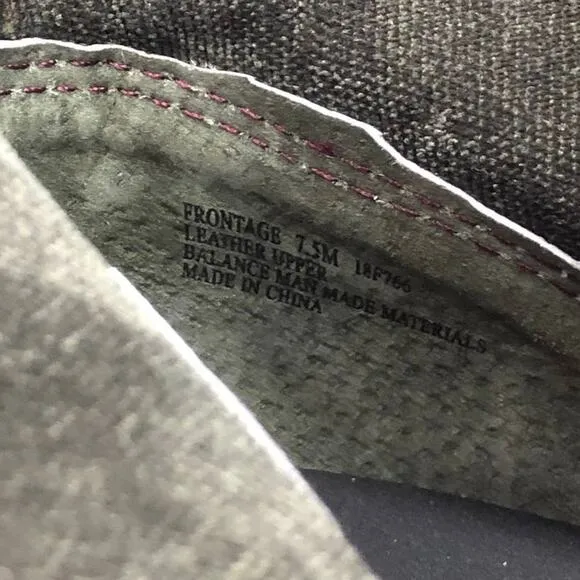 FRONTAGE 7.5M 18F766
LEATHER UPPER
BALANCE MAN MADE MATERIALS
MADE IN CHINA